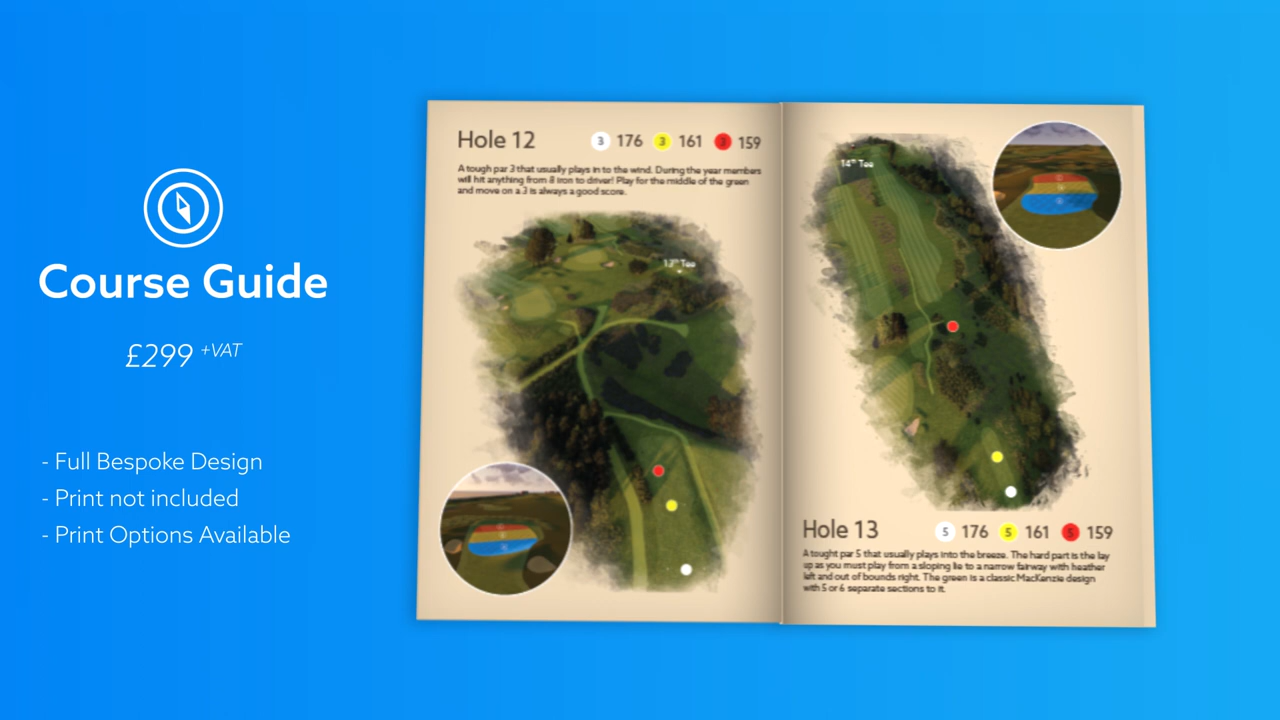 Course Guide
£299 +VAT
- Full Bespoke Design
- Print not included
- Print Options Available
Hole 12
3 176 3 161 3 159
A tough par 3 that usually plays in to the wind. During the year members
will hit anything from 8 iron to driver! Play for the middle of the green
and move on a 3 is always a good score.
13th Tee
14th Tee
Hole 13
5 176 5 161 5 159
A tought par 5 that usually plays into the breeze. The hard part is the lay
up as you must play from a sloping lie to a narrow fairway with heather
left and out of bounds right. The green is a classic MacKenzie design
with 5 or 6 separate sections to it.